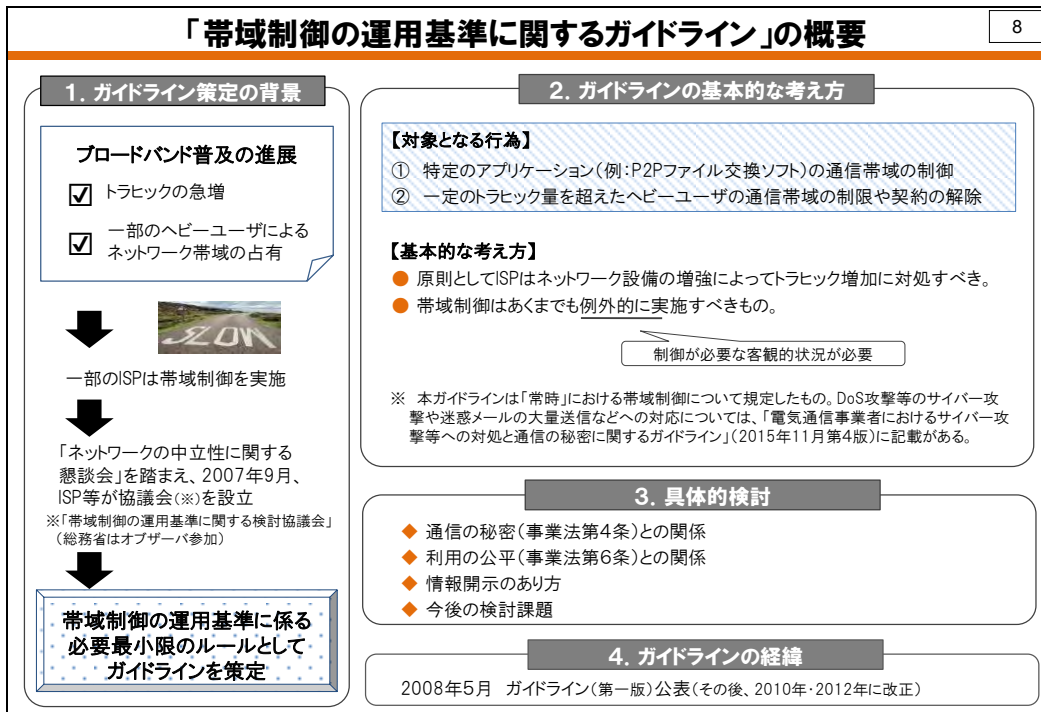 「帯域制御の運用基準に関するガイドライン」の概要
8
1．ガイドライン策定の背景
ブロードバンド普及の進展
トラヒックの急増
一部のヘビーユーザによる
ネットワーク帯域の占有
SLOW
一部のISPは帯域制御を実施
「ネットワークの中立性に関する
懇談会」を踏まえ、2007年9月、
ISP等が協議会(※)を設立
※「帯域制御の運用基準に関する検討協議会」
（総務省はオブザーバ参加）
帯域制御の運用基準に係る
必要最小限のルールとして
ガイドラインを策定
2．ガイドラインの基本的な考え方
【対象となる行為】
① 特定のアプリケーション（例：P2Pファイル交換ソフト）の通信帯域の制御
② 一定のトラヒック量を超えたヘビーユーザの通信帯域の制限や契約の解除
【基本的な考え方】
● 原則としてISPはネットワーク設備の増強によってトラヒック増加に対処すべき。
● 帯域制御はあくまでも例外的に実施すべきもの。
制御が必要な客観的状況が必要
※ 本ガイドラインは「常時」における帯域制御について規定したもの。DoS攻撃等のサイバー攻
撃や迷惑メールの大量送信などへの対応については、「電気通信事業者におけるサイバー攻
撃等への対処と通信の秘密に関するガイドライン」（2015年11月第4版）に記載がある。
3．具体的検討
◆ 通信の秘密（事業法第4条）との関係
◆ 利用の公平（事業法第6条）との関係
◆ 情報開示のあり方
◆ 今後の検討課題
4．ガイドラインの経緯
2008年5月 ガイドライン（第一版）公表（その後、2010年・2012年に改正）